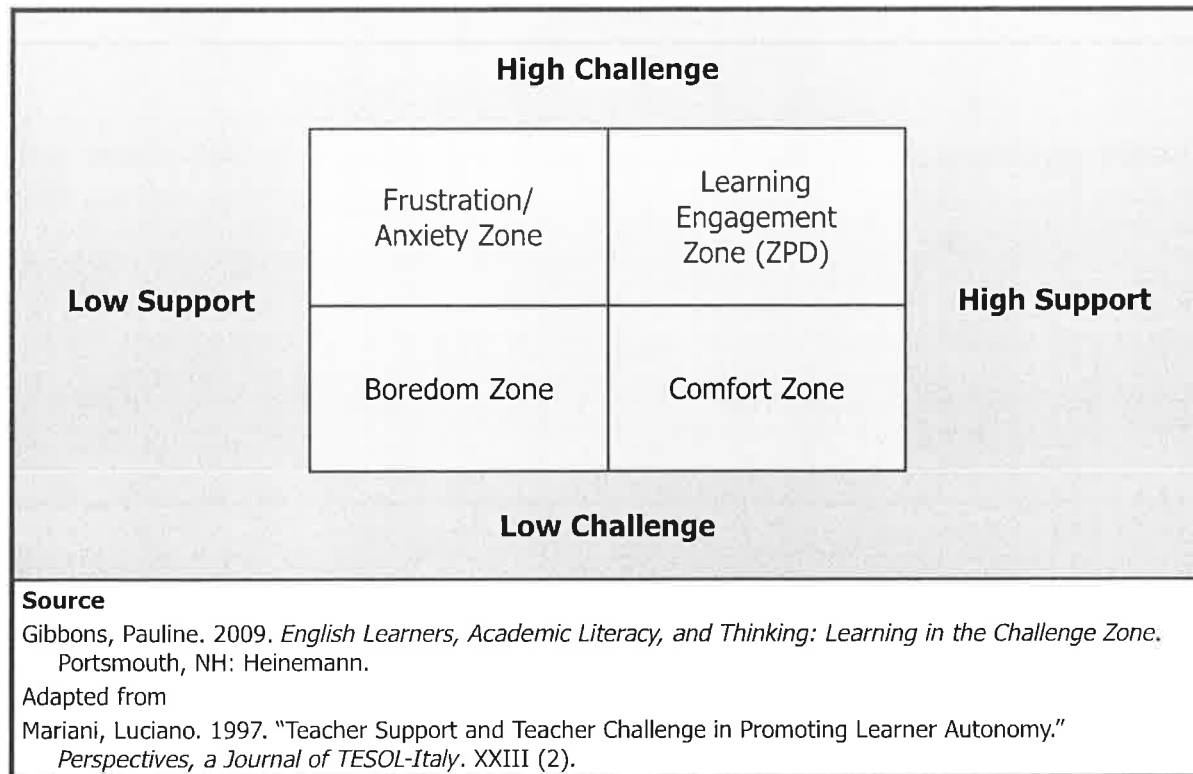 High Challenge
Frustration/
Anxiety Zone
Learning
Engagement
Zone (ZPD)
Low Support
High Support
Boredom Zone
Comfort Zone
Low Challenge
Source
Gibbons, Pauline. 2009. English Learners, Academic Literacy, and Thinking: Learning in the Challenge Zone.
Portsmouth, NH: Heinemann.
Adapted from
Mariani, Luciano. 1997. “Teacher Support and Teacher Challenge in Promoting Learner Autonomy.”
Perspectives, a Journal of TESOL-Italy. XXIII (2).